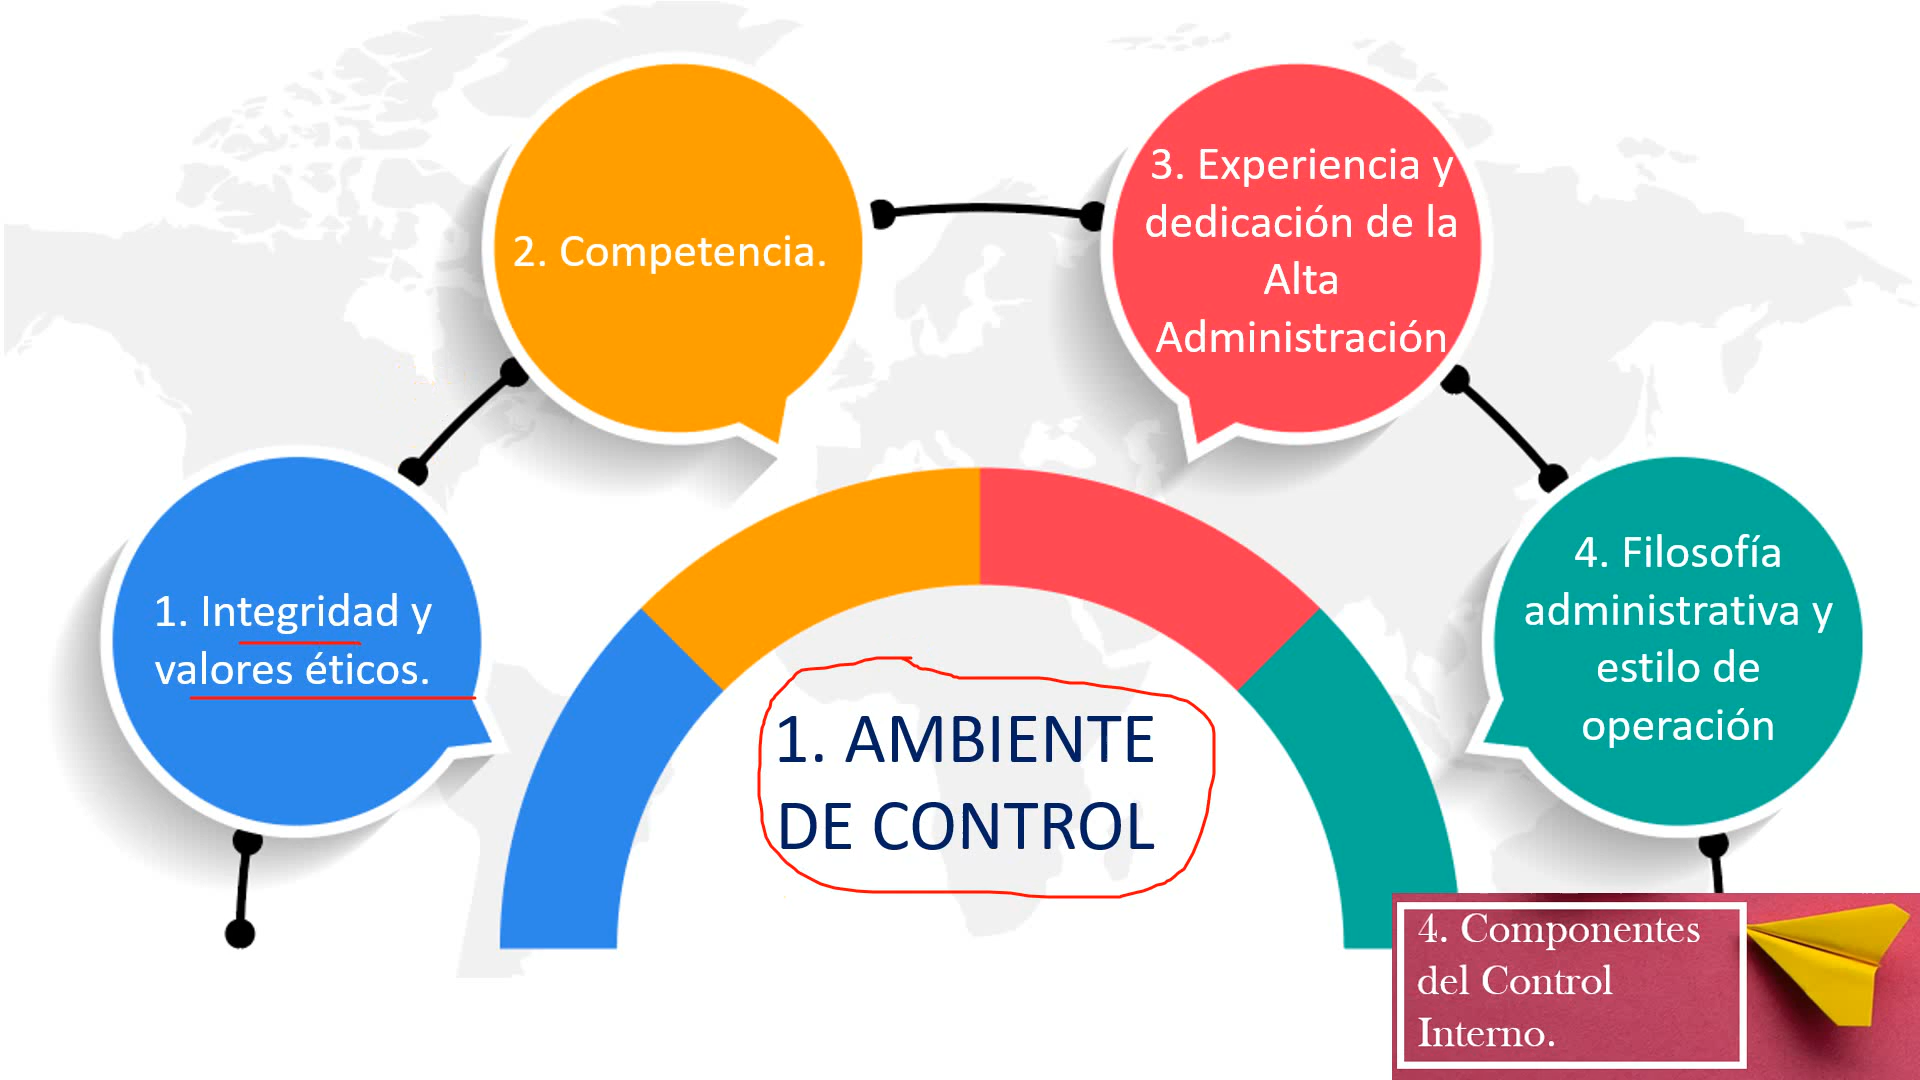 1. Integridad y
valores éticos.
2. Competencia.
3. Experiencia y
dedicación de la
Alta
Administración
4. Filosofía
administrativa y
estilo de
operación
1. AMBIENTE
DE CONTROL
4. Componentes
del Control
Interno.